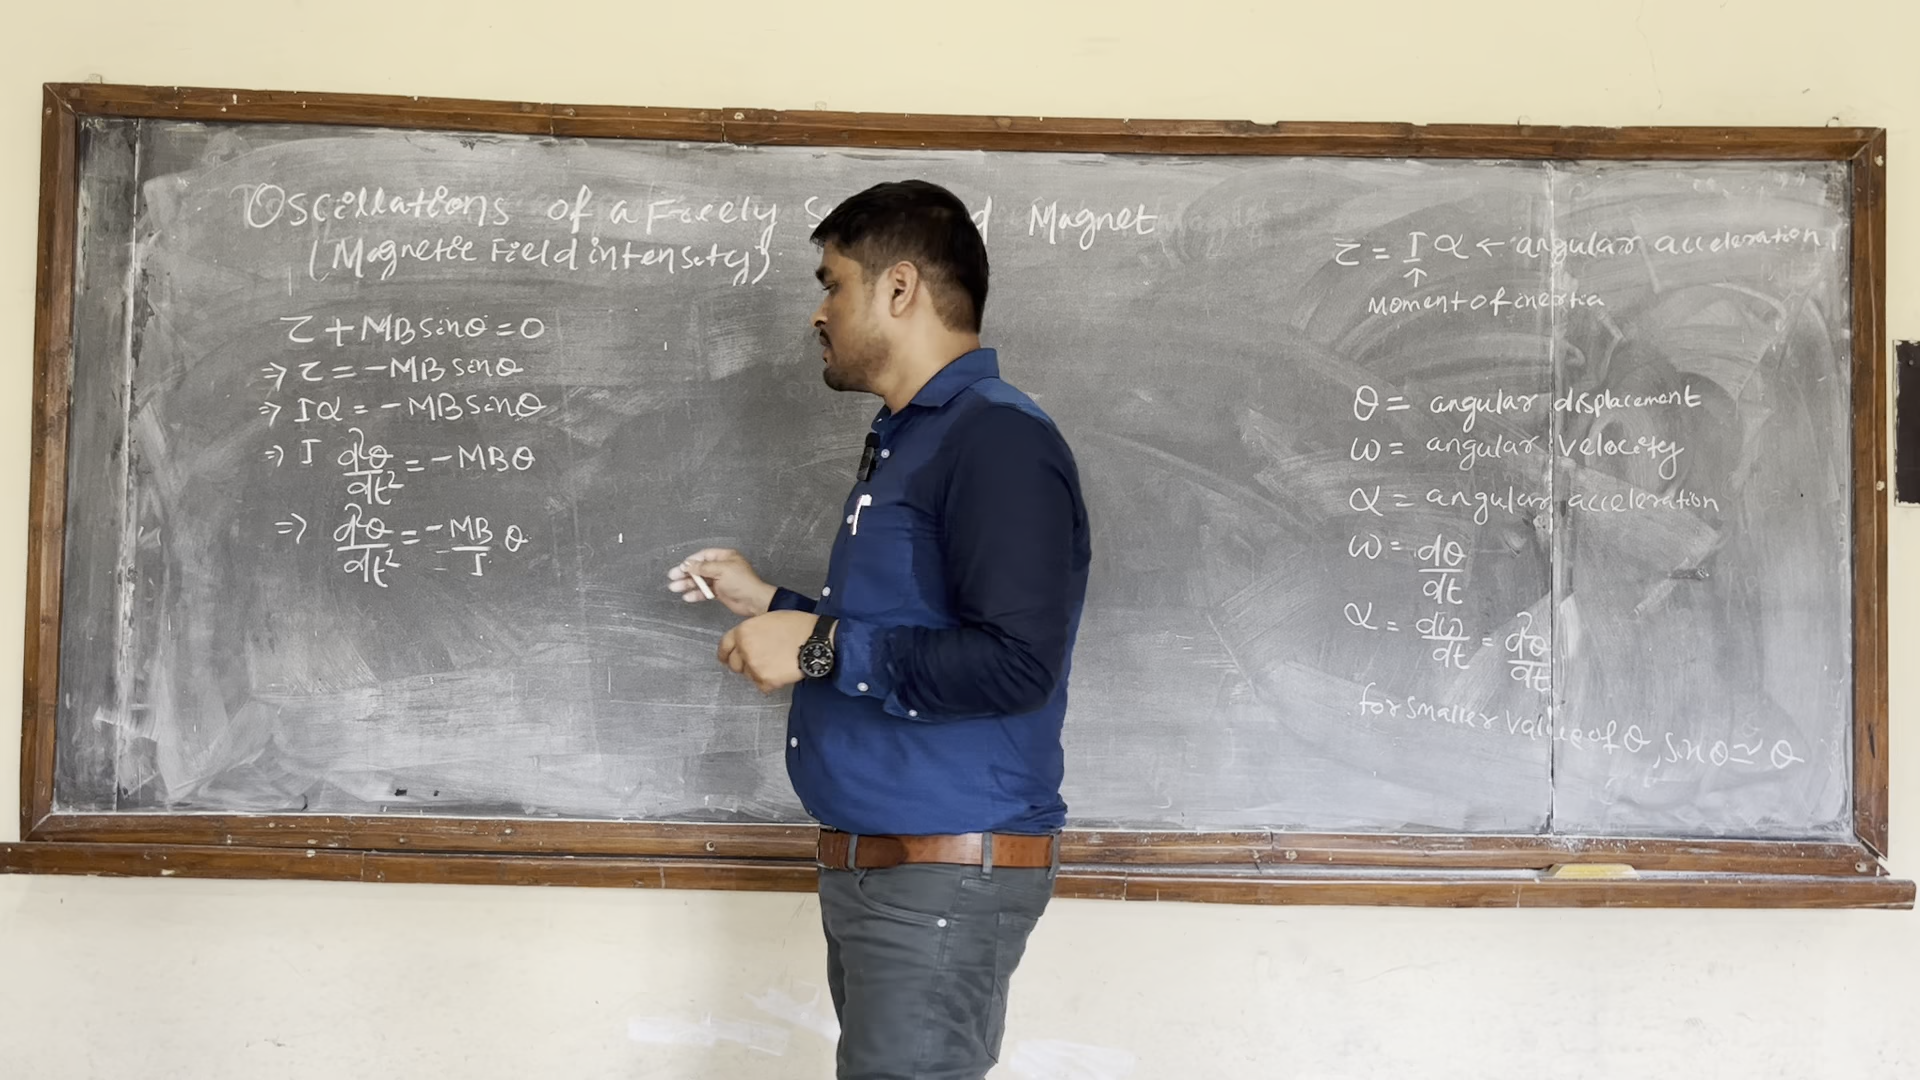 Oscillations of a Freely S d Magnet
(Magnetic Field intensity)
τ + MB sinθ = 0
⇒ τ = -MB sinθ
⇒ Iα = -MB sinθ
⇒ I d²θ/dt² = -MBθ
⇒ d²θ/dt² = -MB/I θ
τ = I α ← angular acceleration
↑
Moment of inertia
θ = angular displacement
ω = angular velocity
α = angular acceleration
ω = dθ/dt
α = dω/dt = d²θ/dt
for smaller value of θ, sinθ ≃ θ